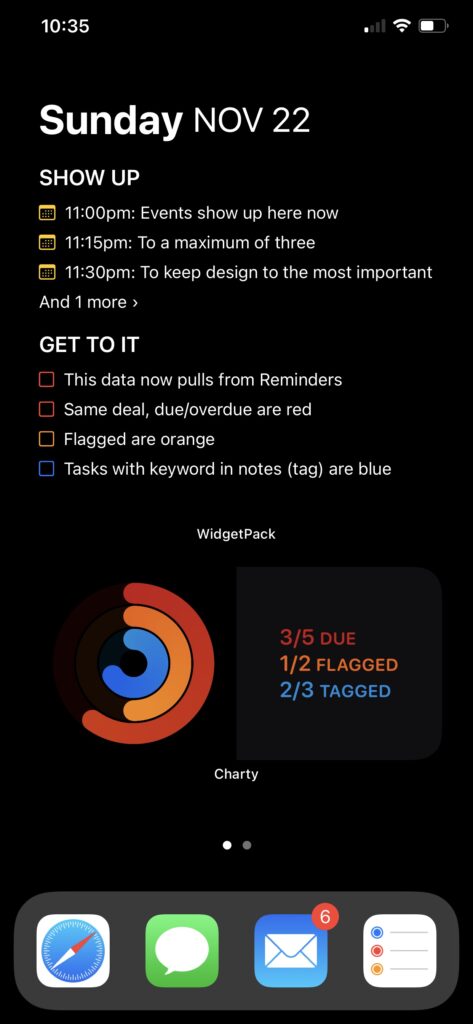 10:35
Sunday NOV 22
SHOW UP
11:00pm: Events show up here now
11:15pm: To a maximum of three
11:30pm: To keep design to the most important
And 1 more ›
GET TO IT
This data now pulls from Reminders
Same deal, due/overdue are red
Flagged are orange
Tasks with keyword in notes (tag) are blue
WidgetPack
3/5 DUE
1/2 FLAGGED
2/3 TAGGED
Charty
6